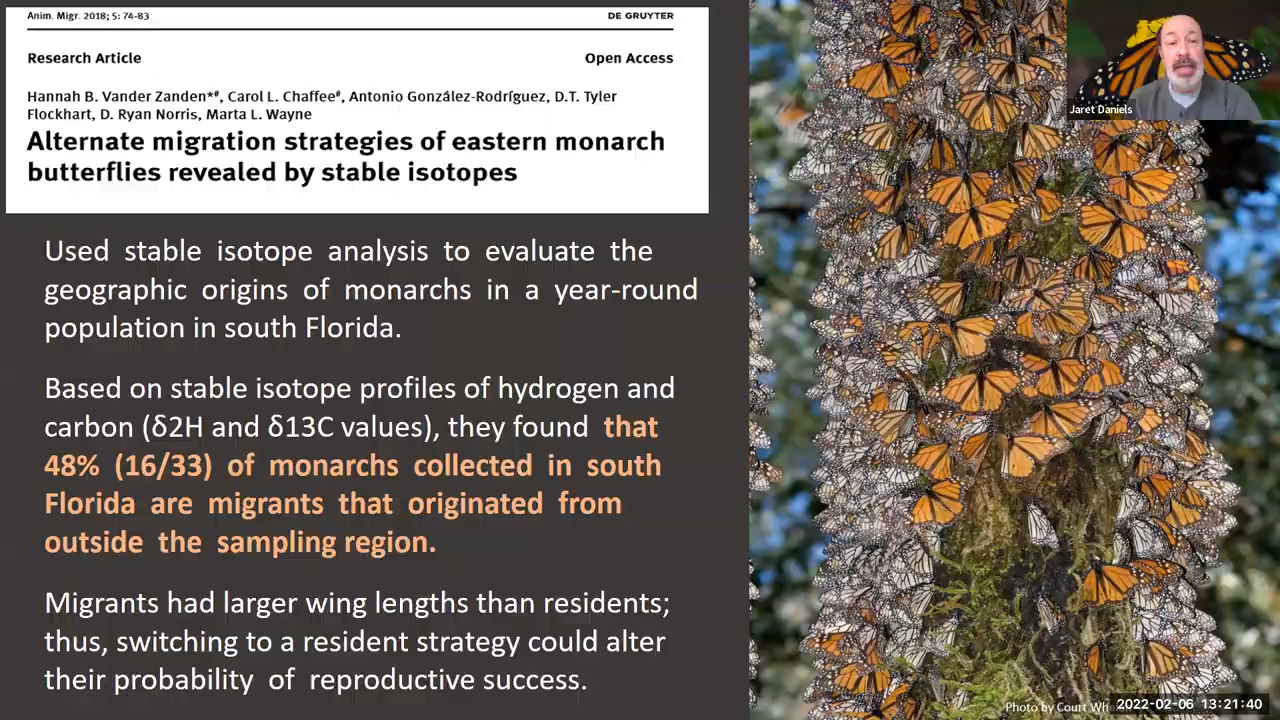 Anim. Migr. 2018; 5: 74-83
DE GRUYTER
Research Article
Open Access
Hannah B. Vander Zanden*#, Carol L. Chaffee#, Antonio González-Rodríguez, D.T. Tyler
Flockhart, D. Ryan Norris, Marta L. Wayne
Alternate migration strategies of eastern monarch
butterflies revealed by stable isotopes
Jaret Daniels
Used stable isotope analysis to evaluate the
geographic origins of monarchs in a year-round
population in south Florida.
Based on stable isotope profiles of hydrogen and
carbon (δ2H and δ13C values), they found that
48% (16/33) of monarchs collected in south
Florida are migrants that originated from
outside the sampling region.
Migrants had larger wing lengths than residents;
thus, switching to a resident strategy could alter
their probability of reproductive success.
Photo by Court
2022-02-06 13:21:40